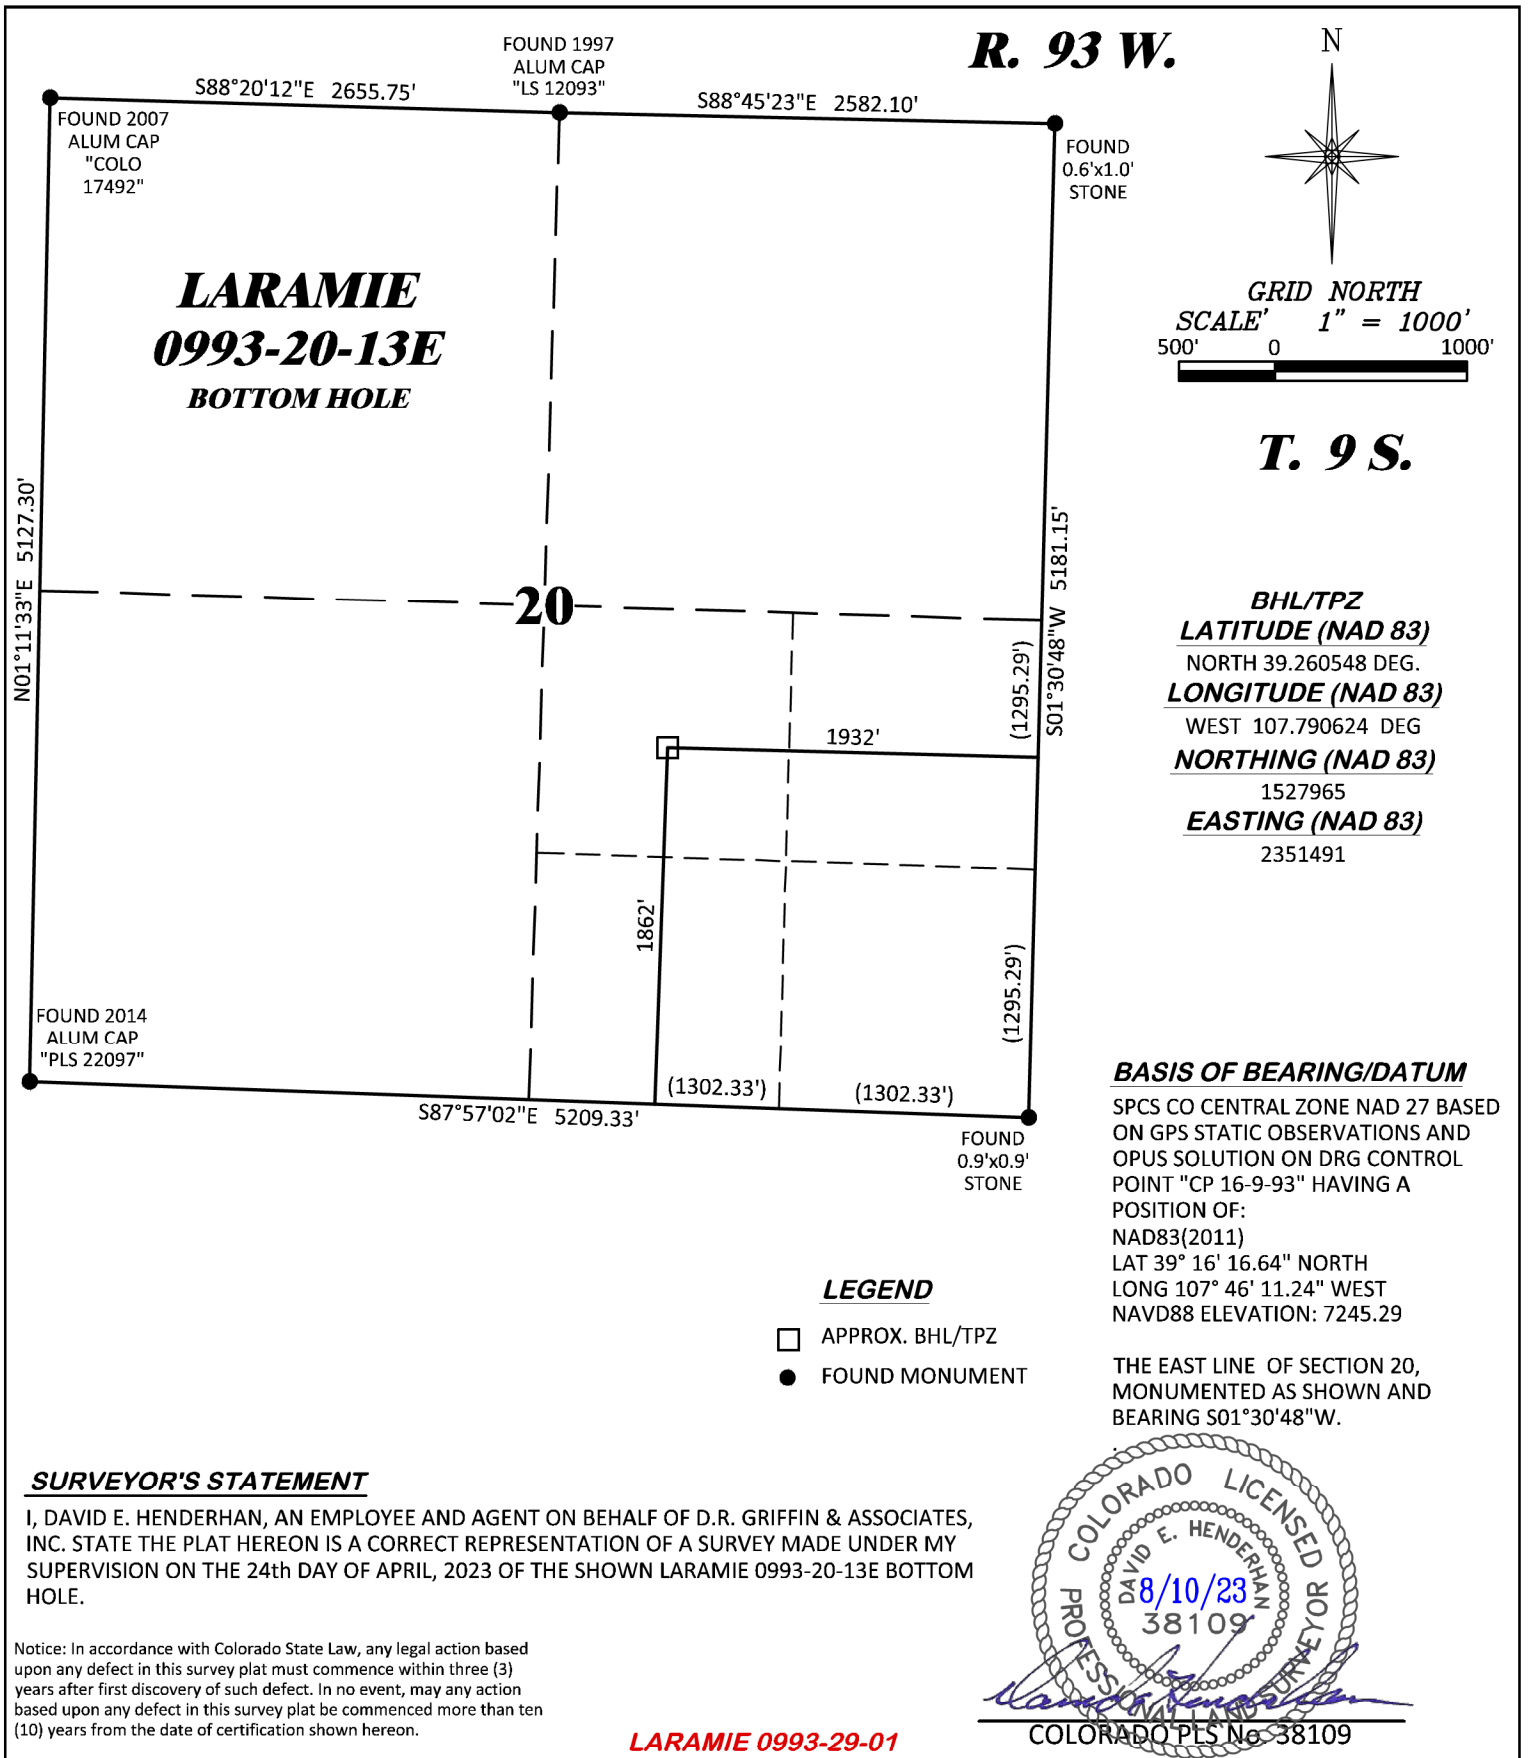 R. 93 W.
N
FOUND 1997
ALUM CAP
"LS 12093"
S88°20'12"E 2655.75'
S88°45'23"E 2582.10'
FOUND 2007
ALUM CAP
"COLO
17492"
FOUND
0.6'x1.0'
STONE
LARAMIE
0993-20-13E
BOTTOM HOLE
GRID NORTH
SCALE' 1" = 1000'
500' 0 1000'
T. 9 S.
N01°11'33"E 5127.30'
S01°30'48"W 5181.15'
20
(1295.29')
1932'
1862'
(1295.29')
BHL/TPZ
LATITUDE (NAD 83)
NORTH 39.260548 DEG.
LONGITUDE (NAD 83)
WEST 107.790624 DEG
NORTHING (NAD 83)
1527965
EASTING (NAD 83)
2351491
FOUND 2014
ALUM CAP
"PLS 22097"
(1302.33')
(1302.33')
S87°57'02"E 5209.33'
FOUND
0.9'x0.9'
STONE
BASIS OF BEARING/DATUM
SPCS CO CENTRAL ZONE NAD 27 BASED
ON GPS STATIC OBSERVATIONS AND
OPUS SOLUTION ON DRG CONTROL
POINT "CP 16-9-93" HAVING A
POSITION OF:
NAD83(2011)
LAT 39° 16' 16.64" NORTH
LONG 107° 46' 11.24" WEST
NAVD88 ELEVATION: 7245.29
THE EAST LINE OF SECTION 20,
MONUMENTED AS SHOWN AND
BEARING S01°30'48"W.
.
LEGEND
APPROX. BHL/TPZ
FOUND MONUMENT
SURVEYOR'S STATEMENT
I, DAVID E. HENDERHAN, AN EMPLOYEE AND AGENT ON BEHALF OF D.R. GRIFFIN & ASSOCIATES,
INC. STATE THE PLAT HEREON IS A CORRECT REPRESENTATION OF A SURVEY MADE UNDER MY
SUPERVISION ON THE 24th DAY OF APRIL, 2023 OF THE SHOWN LARAMIE 0993-20-13E BOTTOM
HOLE.
Notice: In accordance with Colorado State Law, any legal action based
upon any defect in this survey plat must commence within three (3)
years after first discovery of such defect. In no event, may any action
based upon any defect in this survey plat be commenced more than ten
(10) years from the date of certification shown hereon.
COLORADO LICENSED
PROFESSIONAL LAND SURVEYOR
DAVID E. HENDERHAN
8/10/23
38109
COLORADO PLS No. 38109
LARAMIE 0993-29-01